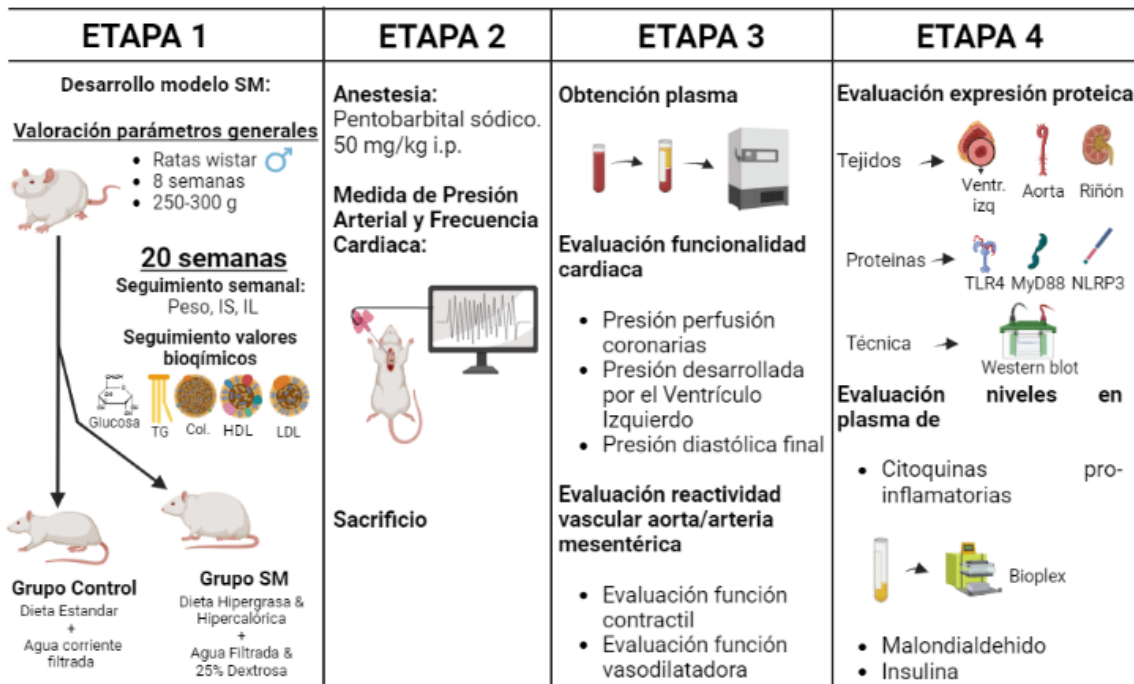 ETAPA 1
Desarrollo modelo SM:
Valoración parámetros generales
• Ratas wistar ♂
• 8 semanas
• 250-300 g
20 semanas
Seguimiento semanal:
Peso, IS, IL
Seguimiento valores
bioqímicos
Glucosa
TG
Col.
HDL
LDL
Grupo Control
Dieta Estandar
+
Agua corriente
filtrada
Grupo SM
Dieta Hipergrasa &
Hipercalórica
+
Agua Filtrada &
25% Dextrosa
ETAPA 2
Anestesia:
Pentobarbital sódico.
50 mg/kg i.p.
Medida de Presión
Arterial y Frecuencia
Cardiaca:
Sacrificio
ETAPA 3
Obtención plasma
Evaluación funcionalidad
cardiaca
• Presión perfusión
coronarias
• Presión desarrollada
por el Ventrículo
Izquierdo
• Presión diastólica final
Evaluación reactividad
vascular aorta/arteria
mesentérica
• Evaluación función
contractil
• Evaluación función
vasodilatadora
ETAPA 4
Evaluación expresión proteica
Tejidos
Ventr.
izq
Aorta
Riñón
Proteinas
TLR4
MyD88
NLRP3
Técnica
Western blot
Evaluación niveles en
plasma de
• Citoquinas pro-
inflamatorias
Bioplex
• Malondialdehido
• Insulina